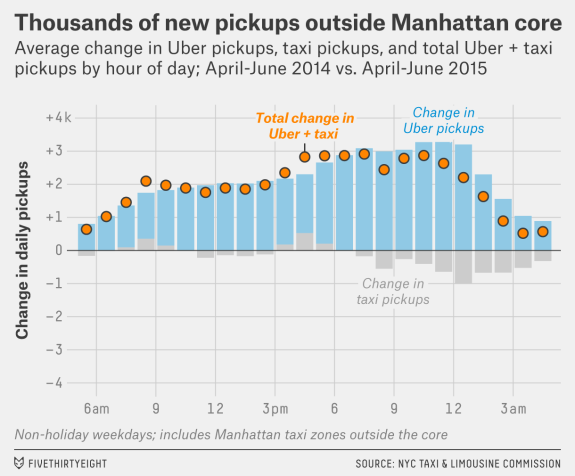 Thousands of new pickups outside Manhattan core
Average change in Uber pickups, taxi pickups, and total Uber + taxi
pickups by hour of day; April-June 2014 vs. April-June 2015
+4k
+3
+2
+1
0
−1
−2
−3
−4
Change in daily pickups
Total change in
Uber + taxi
Change in
Uber pickups
Change in
taxi pickups
6am 9 12 3pm 6 9 12 3am
Non-holiday weekdays; includes Manhattan taxi zones outside the core
FIVETHIRTYEIGHT
SOURCE: NYC TAXI & LIMOUSINE COMMISSION